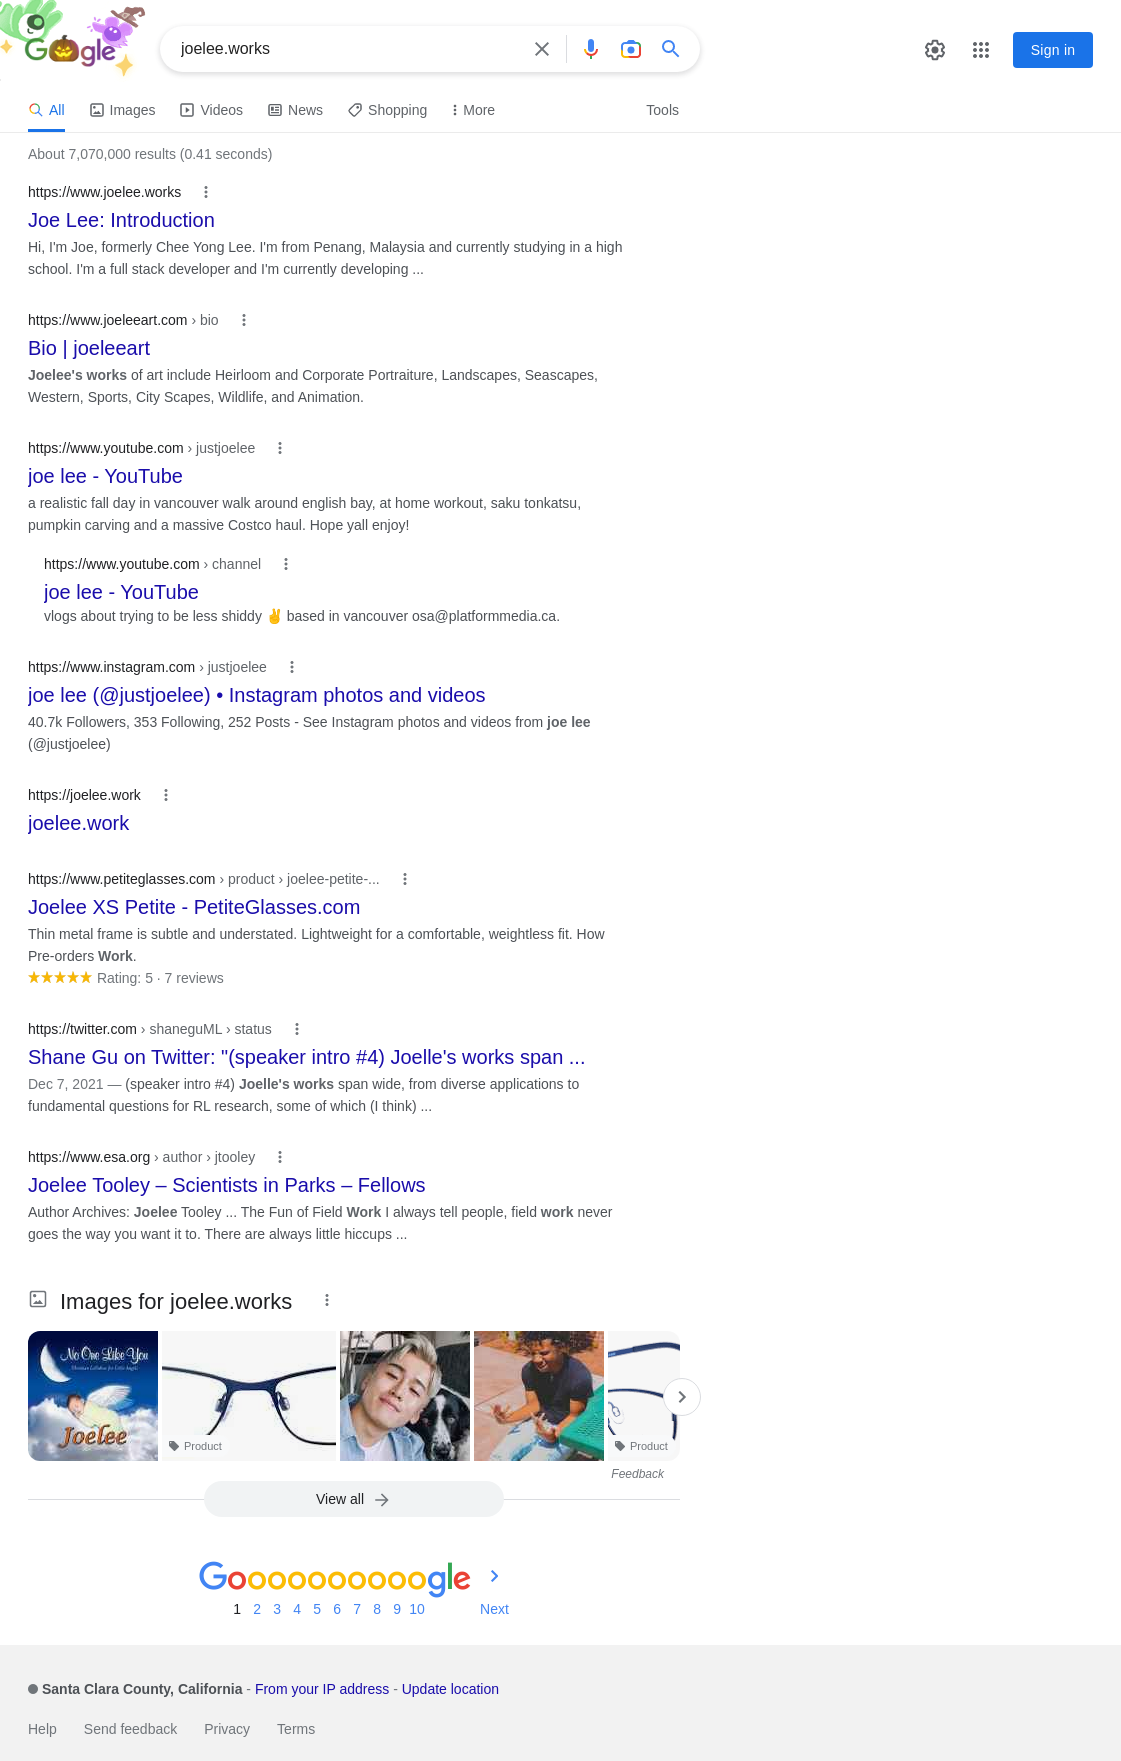 Google
joelee.works
Sign in
All Images Videos News Shopping More Tools
About 7,070,000 results (0.41 seconds)
https://www.joelee.works
Joe Lee: Introduction
Hi, I'm Joe, formerly Chee Yong Lee. I'm from Penang, Malaysia and currently studying in a high
school. I'm a full stack developer and I'm currently developing ...
https://www.joeleeart.com › bio
Bio | joeleeart
Joelee's works of art include Heirloom and Corporate Portraiture, Landscapes, Seascapes,
Western, Sports, City Scapes, Wildlife, and Animation.
https://www.youtube.com › justjoelee
joe lee - YouTube
a realistic fall day in vancouver walk around english bay, at home workout, saku tonkatsu,
pumpkin carving and a massive Costco haul. Hope yall enjoy!
https://www.youtube.com › channel
joe lee - YouTube
vlogs about trying to be less shiddy ✌ based in vancouver osa@platformmedia.ca.
https://www.instagram.com › justjoelee
joe lee (@justjoelee) • Instagram photos and videos
40.7k Followers, 353 Following, 252 Posts - See Instagram photos and videos from joe lee
(@justjoelee)
https://joelee.work
joelee.work
https://www.petiteglasses.com › product › joelee-petite-...
Joelee XS Petite - PetiteGlasses.com
Thin metal frame is subtle and understated. Lightweight for a comfortable, weightless fit. How
Pre-orders Work.
Rating: 5 · 7 reviews
https://twitter.com › shaneguML › status
Shane Gu on Twitter: "(speaker intro #4) Joelle's works span ...
Dec 7, 2021 — (speaker intro #4) Joelle's works span wide, from diverse applications to
fundamental questions for RL research, some of which (I think) ...
https://www.esa.org › author › jtooley
Joelee Tooley – Scientists in Parks – Fellows
Author Archives: Joelee Tooley ... The Fun of Field Work I always tell people, field work never
goes the way you want it to. There are always little hiccups ...
Images for joelee.works
No One Like You
Christian Lullabies for Little Angels
Joelee
Product
Product
Feedback
View all
Goooooooooogle
1 2 3 4 5 6 7 8 9 10 Next
Santa Clara County, California - From your IP address - Update location
Help Send feedback Privacy Terms